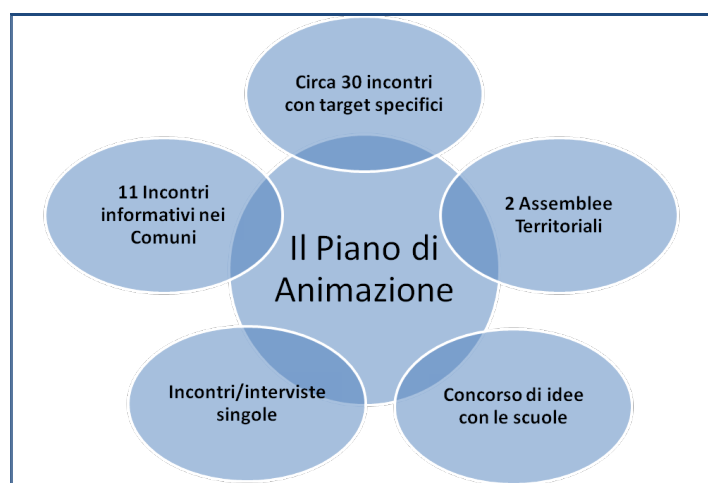 Circa 30 incontri
con target specifici
11 Incontri
informativi nei
Comuni
2 Assemblee
Territoriali
Il Piano di
Animazione
Incontri/interviste
singole
Concorso di idee
con le scuole